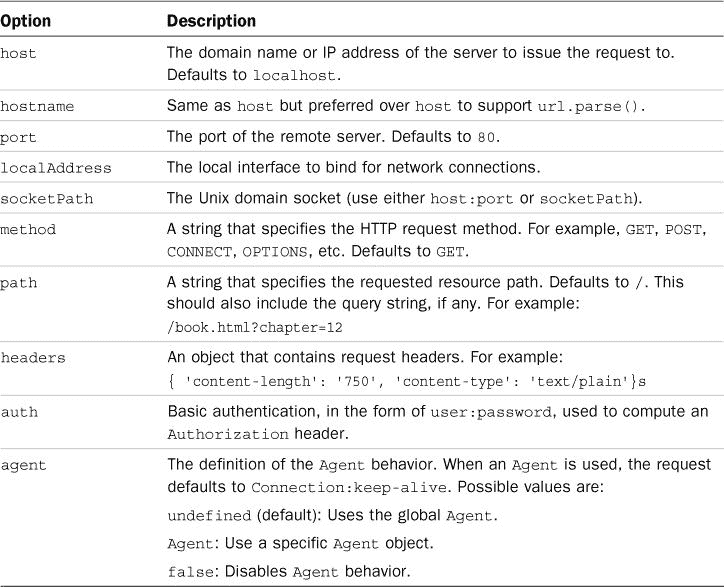 Option Description
host The domain name or IP address of the server to issue the request to.
Defaults to localhost.
hostname Same as host but preferred over host to support url.parse().
port The port of the remote server. Defaults to 80.
localAddress The local interface to bind for network connections.
socketPath The Unix domain socket (use either host:port or socketPath).
method A string that specifies the HTTP request method. For example, GET, POST,
CONNECT, OPTIONS, etc. Defaults to GET.
path A string that specifies the requested resource path. Defaults to /. This
should also include the query string, if any. For example:
/book.html?chapter=12
headers An object that contains request headers. For example:
{ 'content-length': '750', 'content-type': 'text/plain'}s
auth Basic authentication, in the form of user:password, used to compute an
Authorization header.
agent The definition of the Agent behavior. When an Agent is used, the request
defaults to Connection:keep-alive. Possible values are:
undefined (default): Uses the global Agent.
Agent: Use a specific Agent object.
false: Disables Agent behavior.